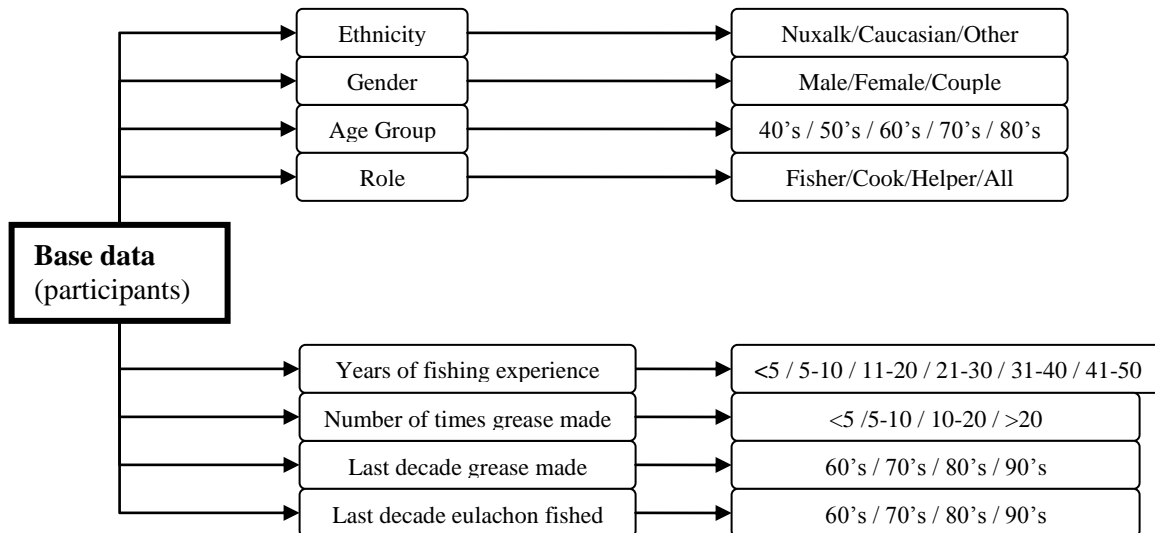 Ethnicity
Nuxalk/Caucasian/Other
Gender
Male/Female/Couple
Age Group
40’s / 50’s / 60’s / 70’s / 80’s
Role
Fisher/Cook/Helper/All
Base data
(participants)
Years of fishing experience
<5 / 5-10 / 11-20 / 21-30 / 31-40 / 41-50
Number of times grease made
<5 /5-10 / 10-20 / >20
Last decade grease made
60’s / 70’s / 80’s / 90’s
Last decade eulachon fished
60’s / 70’s / 80’s / 90’s